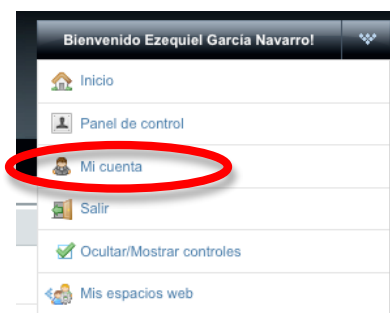 Bienvenido Ezequiel García Navarro!
Inicio
Panel de control
Mi cuenta
Salir
Ocultar/Mostrar controles
Mis espacios web